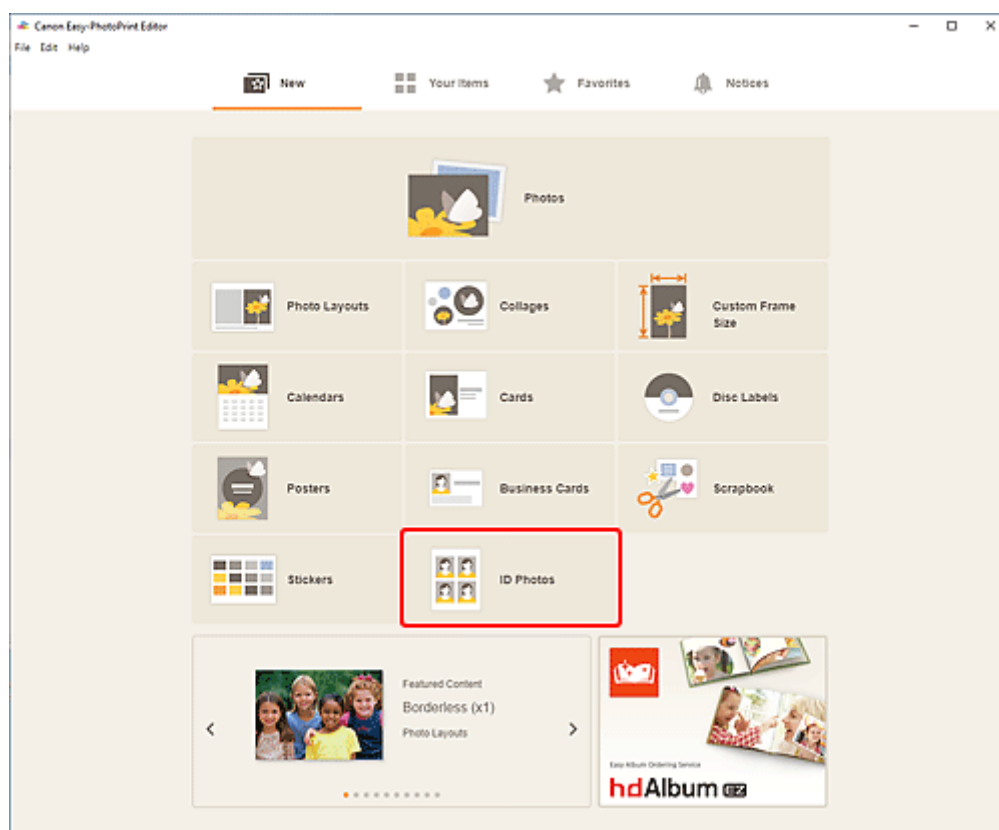 Canon Easy-PhotoPrint Editor
File Edit Help
New
Your Items
Favorites
Notices
Photos
Photo Layouts
Collages
Custom Frame
Size
Calendars
Cards
Disc Labels
Posters
Business Cards
Scrapbook
Stickers
ID Photos
Featured Content
Borderless (x1)
Photo Layouts
Easy Album Ordering Service
hdAlbum EZ